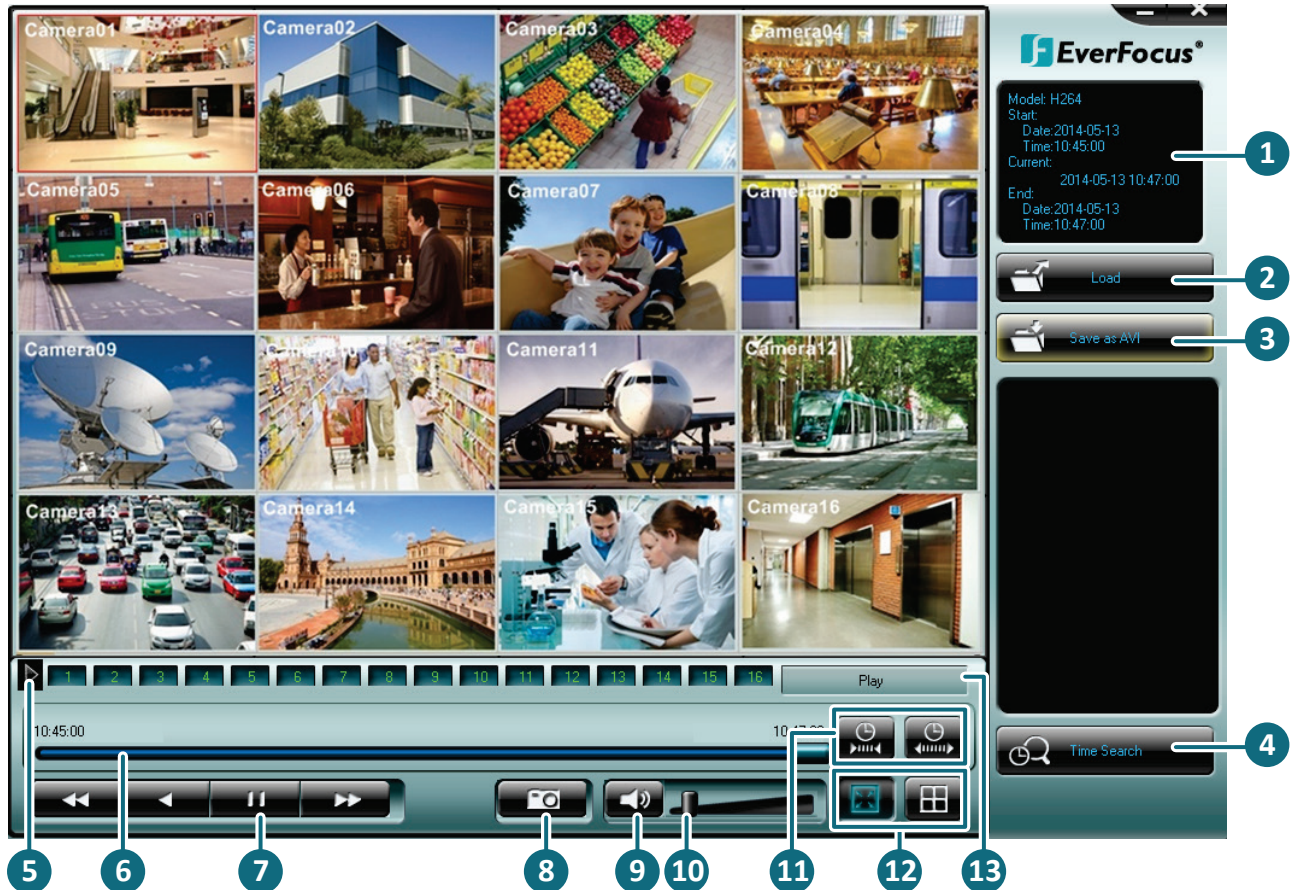 Camera01
Camera02
Camera03
Camera04
Camera05
Camera06
Camera07
Camera08
Camera09
Camera10
Camera11
Camera12
Camera13
Camera14
Camera15
Camera16
EverFocus®
Model: H264
Start:
Date:2014-05-13
Time:10:45:00
Current:
2014-05-13 10:47:00
End:
Date:2014-05-13
Time:10:47:00
1
Load
2
Save as AVI
3
Time Search
4
1 2 3 4 5 6 7 8 9 10 11 12 13 14 15 16
Play
10:45:00
11
5 6 7 8 9 10 12 13